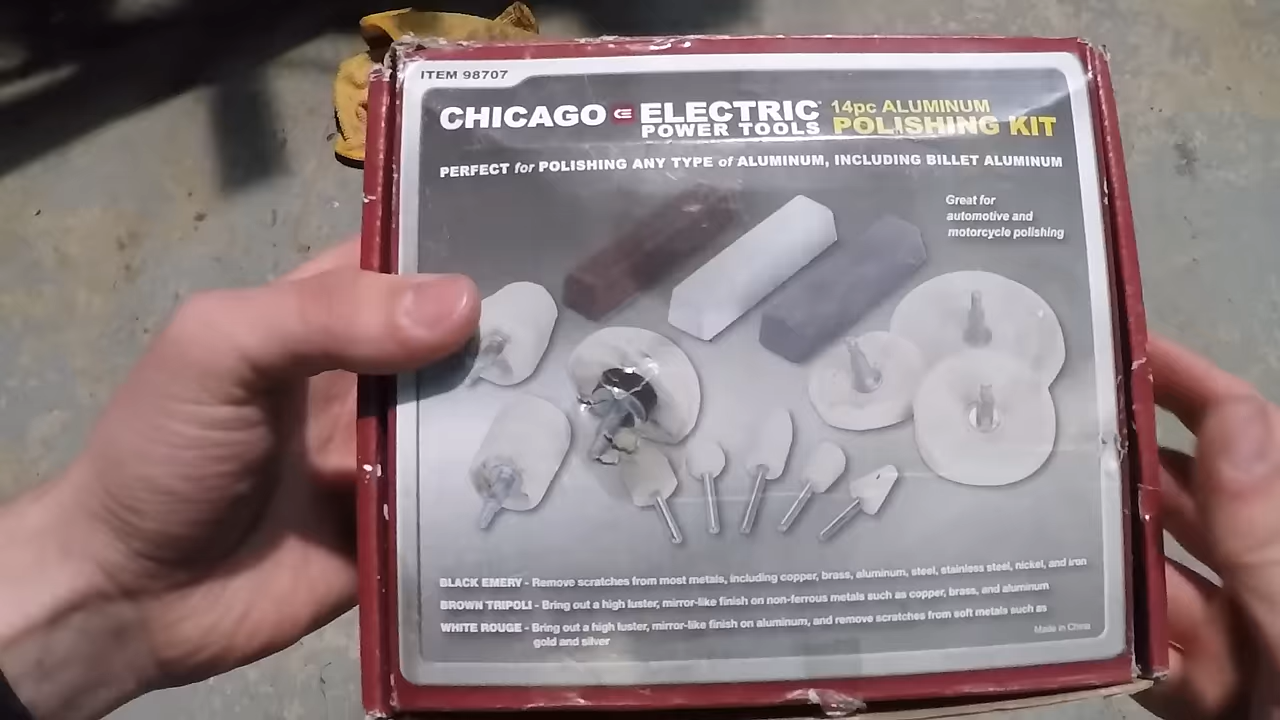 ITEM 98707
CHICAGO CE ELECTRIC
POWER TOOLS
14pc ALUMINUM
POLISHING KIT
PERFECT for POLISHING ANY TYPE of ALUMINUM, INCLUDING BILLET ALUMINUM
Great for
automotive and
motorcycle polishing
BLACK EMERY - Remove scratches from most metals, including copper, brass, aluminum, steel, stainless steel, nickel, and iron
BROWN TRIPOLI - Bring out a high luster, mirror-like finish on non-ferrous metals such as copper, brass, and aluminum
WHITE ROUGE - Bring out a high luster, mirror-like finish on aluminum, and remove scratches from soft metals such as
gold and silver
Made in China